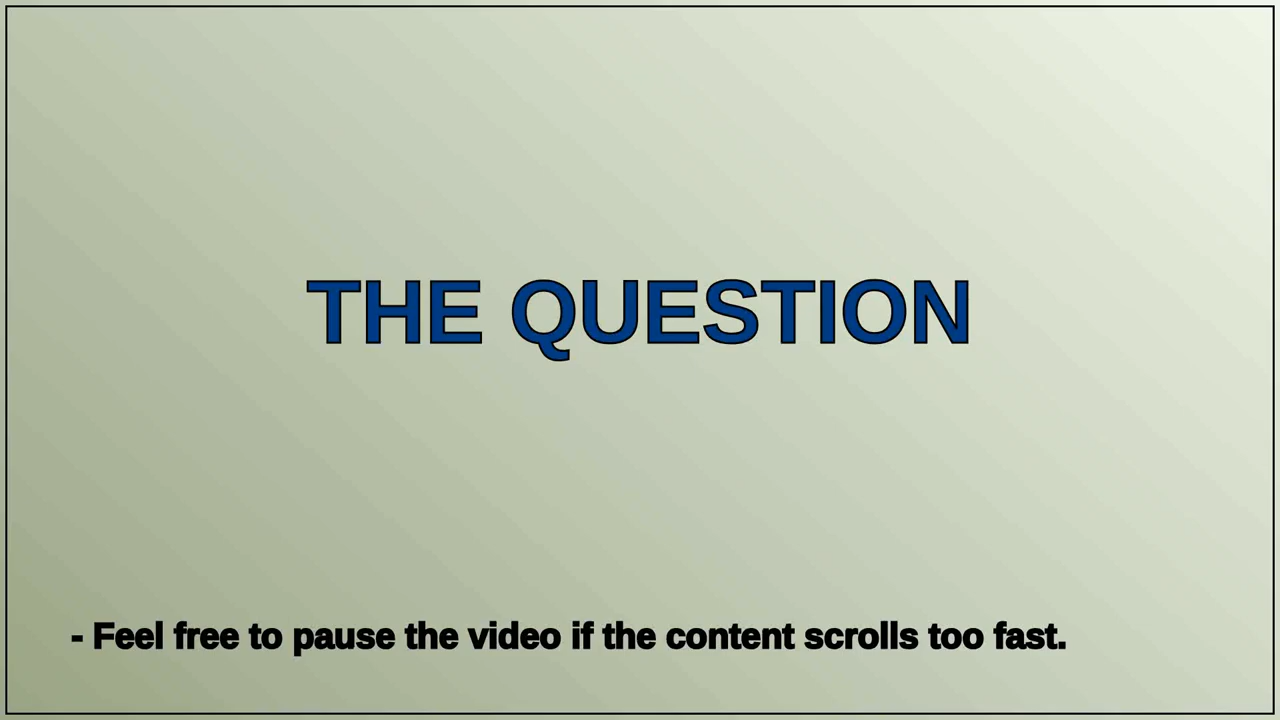 THE QUESTION
- Feel free to pause the video if the content scrolls too fast.